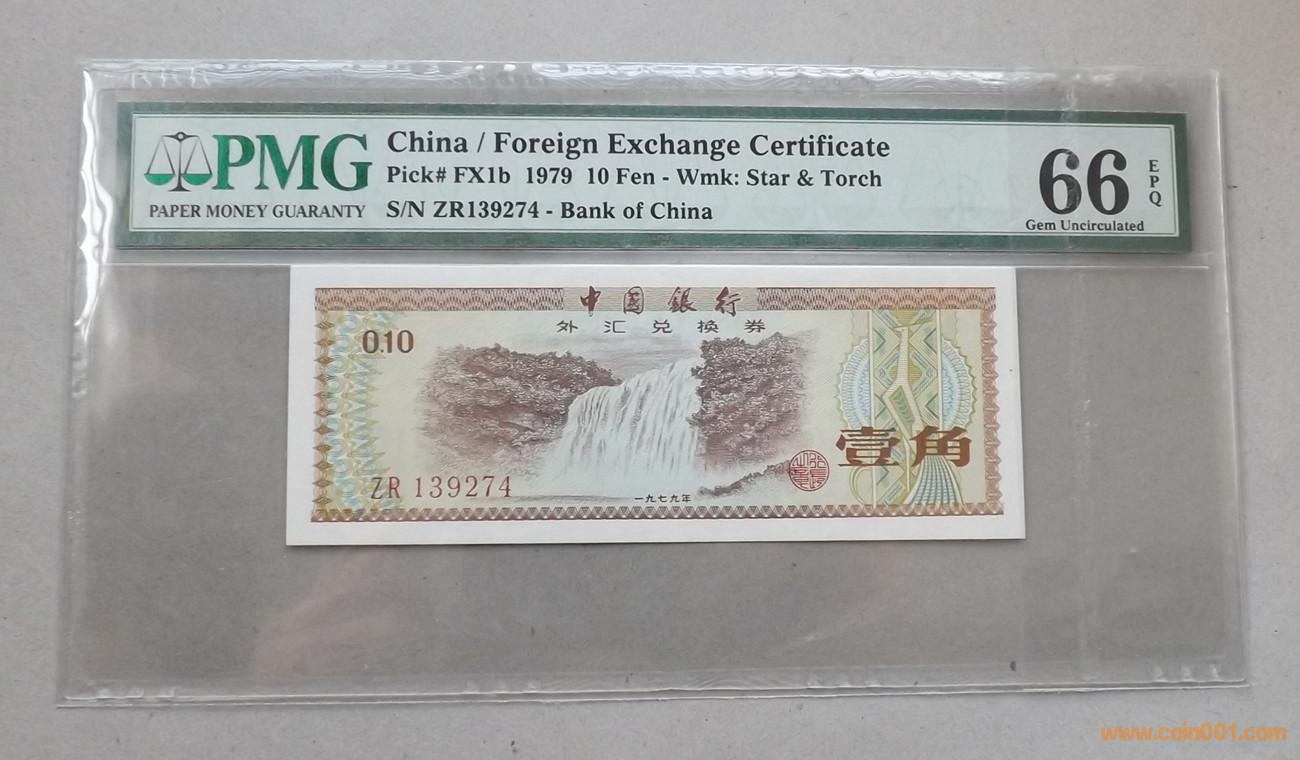 PMG
PAPER MONEY GUARANTY
China / Foreign Exchange Certificate
Pick# FX1b 1979 10 Fen - Wmk: Star & Torch
S/N ZR139274 - Bank of China
66
EPQ
Gem Uncirculated
中国銀行
外汇兑换券
0.10
壹角
ZR 139274
一九七九年
www.coin001.com